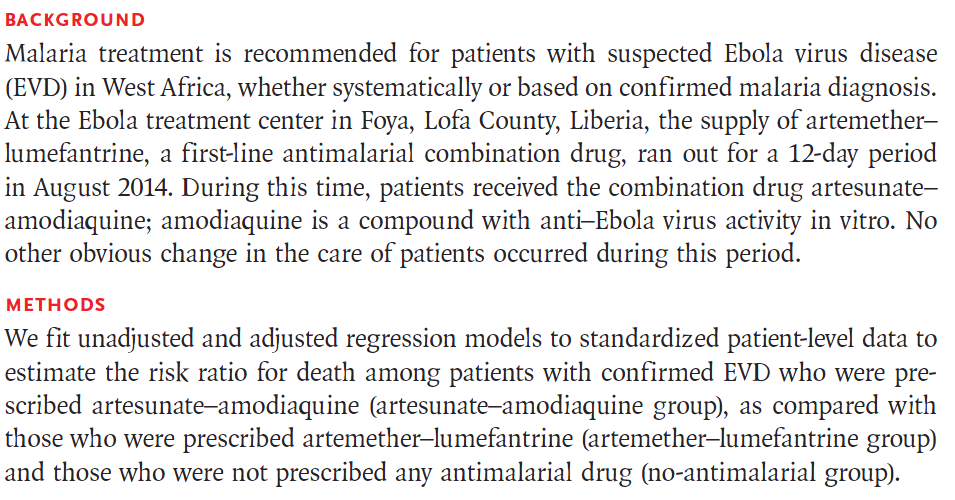 BACKGROUND
Malaria treatment is recommended for patients with suspected Ebola virus disease
(EVD) in West Africa, whether systematically or based on confirmed malaria diagnosis.
At the Ebola treatment center in Foya, Lofa County, Liberia, the supply of artemether–
lumefantrine, a first-line antimalarial combination drug, ran out for a 12-day period
in August 2014. During this time, patients received the combination drug artesunate–
amodiaquine; amodiaquine is a compound with anti–Ebola virus activity in vitro. No
other obvious change in the care of patients occurred during this period.
METHODS
We fit unadjusted and adjusted regression models to standardized patient-level data to
estimate the risk ratio for death among patients with confirmed EVD who were pre-
scribed artesunate–amodiaquine (artesunate–amodiaquine group), as compared with
those who were prescribed artemether–lumefantrine (artemether–lumefantrine group)
and those who were not prescribed any antimalarial drug (no-antimalarial group).